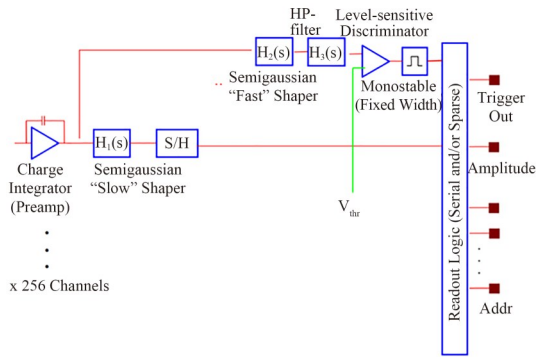 HP-
filter
Level-sensitive
Discriminator
H₂(s)
H₃(s)
Semigaussian
“Fast” Shaper
Monostable
(Fixed Width)
Trigger
Out
H₁(s)
S/H
Charge
Integrator
(Preamp)
Semigaussian
“Slow” Shaper
Amplitude
V thr
Readout Logic (Serial and/or Sparse)
x 256 Channels
Addr